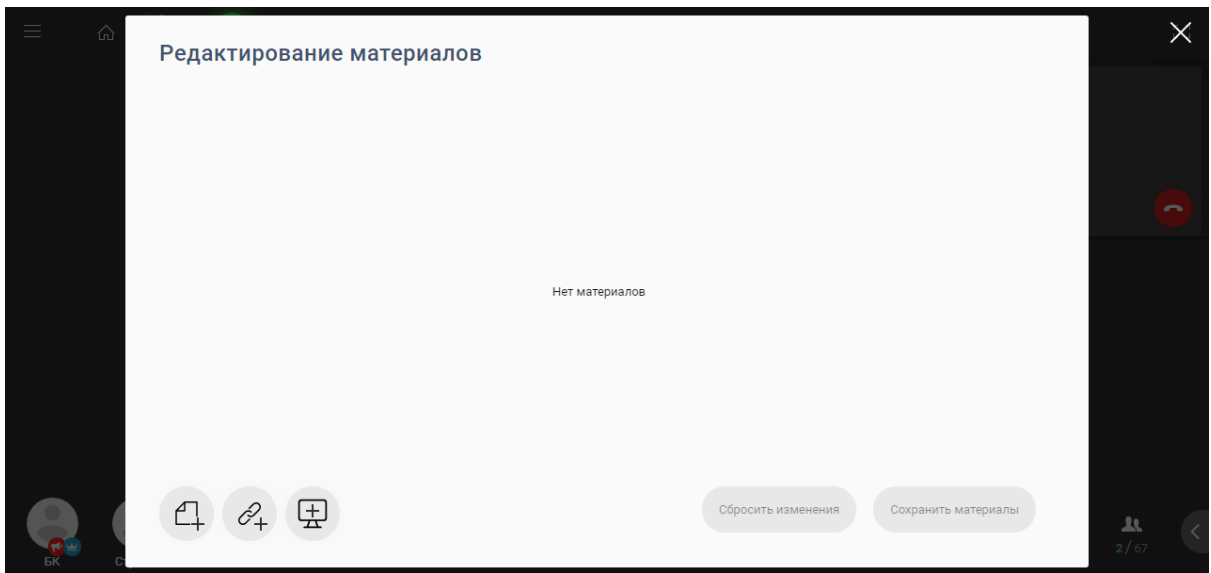 Редактирование материалов
Нет материалов
Сбросить изменения
Сохранить материалы
БК
2/67